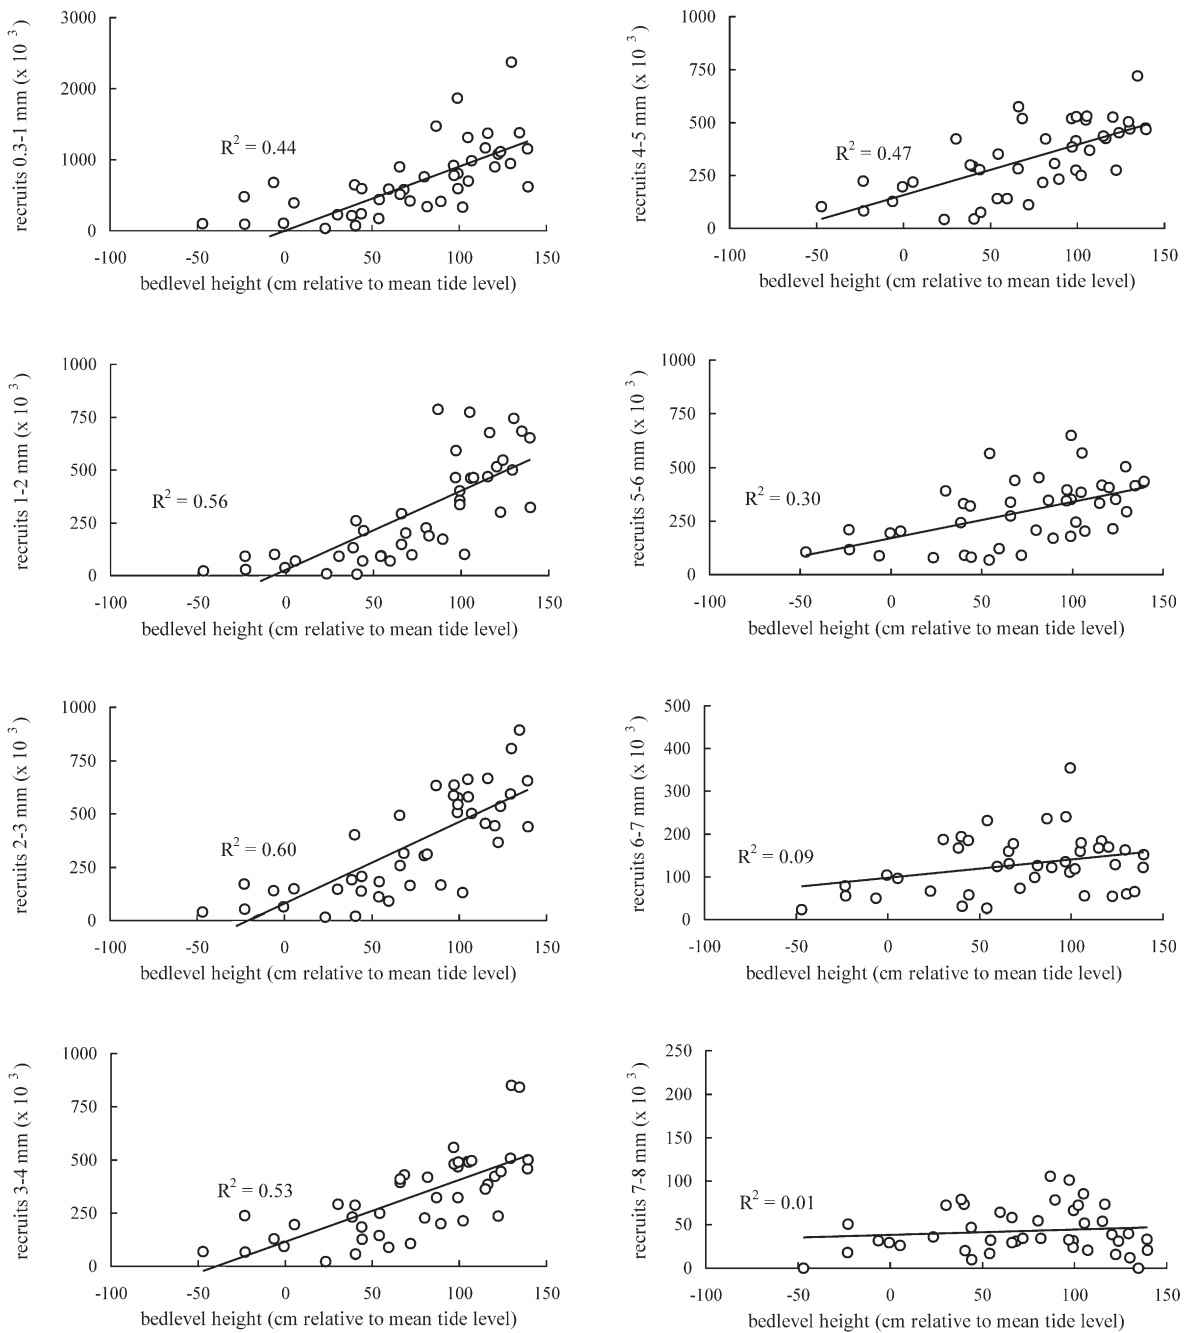 recruits 0.3-1 mm (x 10 3 )
3000
2000
1000
0
R2 = 0.44
-100 -50 0 50 100 150
bedlevel height (cm relative to mean tide level)
recruits 4-5 mm (x 10 3 )
1000
750
500
250
0
R2 = 0.47
-100 -50 0 50 100 150
bedlevel height (cm relative to mean tide level)
recruits 1-2 mm (x 10 3 )
1000
750
500
250
0
R2 = 0.56
-100 -50 0 50 100 150
bedlevel height (cm relative to mean tide level)
recruits 5-6 mm (x 10 3 )
1000
750
500
250
0
R2 = 0.30
-100 -50 0 50 100 150
bedlevel height (cm relative to mean tide level)
recruits 2-3 mm (x 10 3 )
1000
750
500
250
0
R2 = 0.60
-100 -50 0 50 100 150
bedlevel height (cm relative to mean tide level)
recruits 6-7 mm (x 10 3 )
500
400
300
200
100
0
R2 = 0.09
-100 -50 0 50 100 150
bedlevel height (cm relative to mean tide level)
recruits 3-4 mm (x 10 3 )
1000
750
500
250
0
R2 = 0.53
-100 -50 0 50 100 150
bedlevel height (cm relative to mean tide level)
recruits 7-8 mm (x 10 3 )
250
200
150
100
50
0
R2 = 0.01
-100 -50 0 50 100 150
bedlevel height (cm relative to mean tide level)